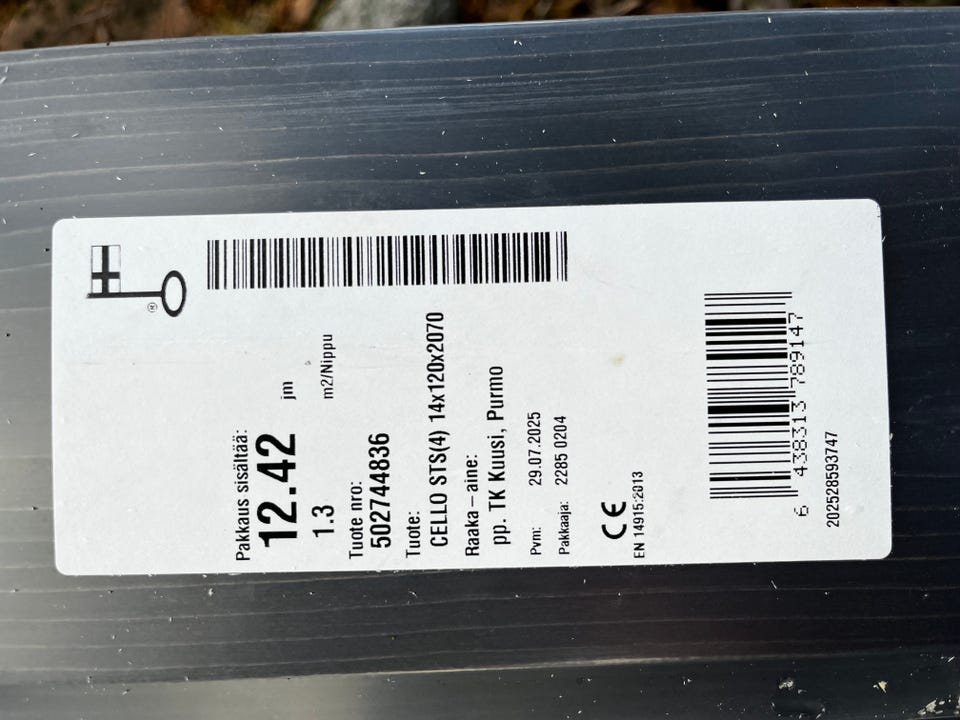 Pakkaus sisältää:
12.42 jm
1.3 m2/Nippu
Tuote nro:
502744836
Tuote:
CELLO STS(4) 14x120x2070
Raaka-aine:
pp. TK Kuusi, Purmo
Pvm: 29.07.2025
Pakkaaja: 2285 0204
CE
EN 14915:2013
6 438313 789147
202528593747